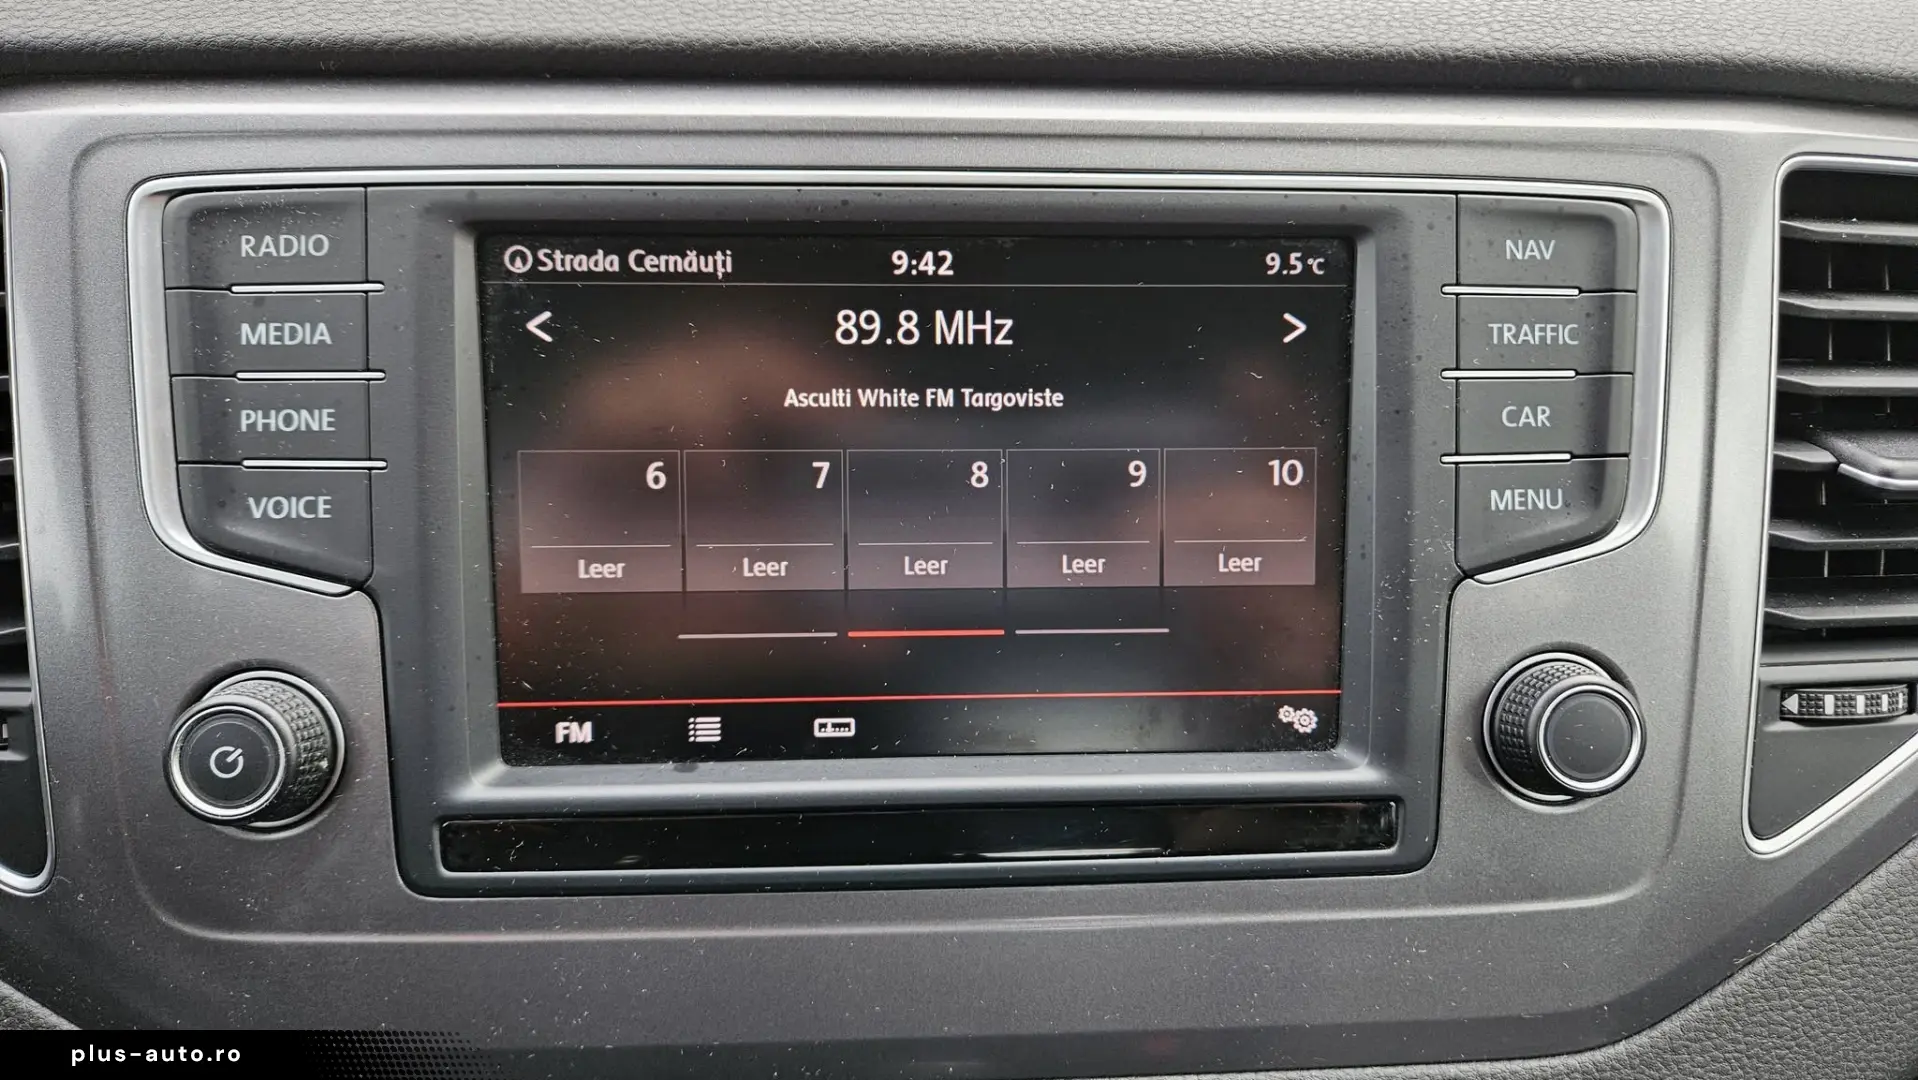 RADIO
MEDIA
PHONE
VOICE
Strada Cernăuți 9:42 9.5°C
< 89.8 MHz >
Asculti White FM Targoviste
6 7 8 9 10
Leer Leer Leer Leer Leer
FM
NAV
TRAFFIC
CAR
MENU
plus-auto.ro